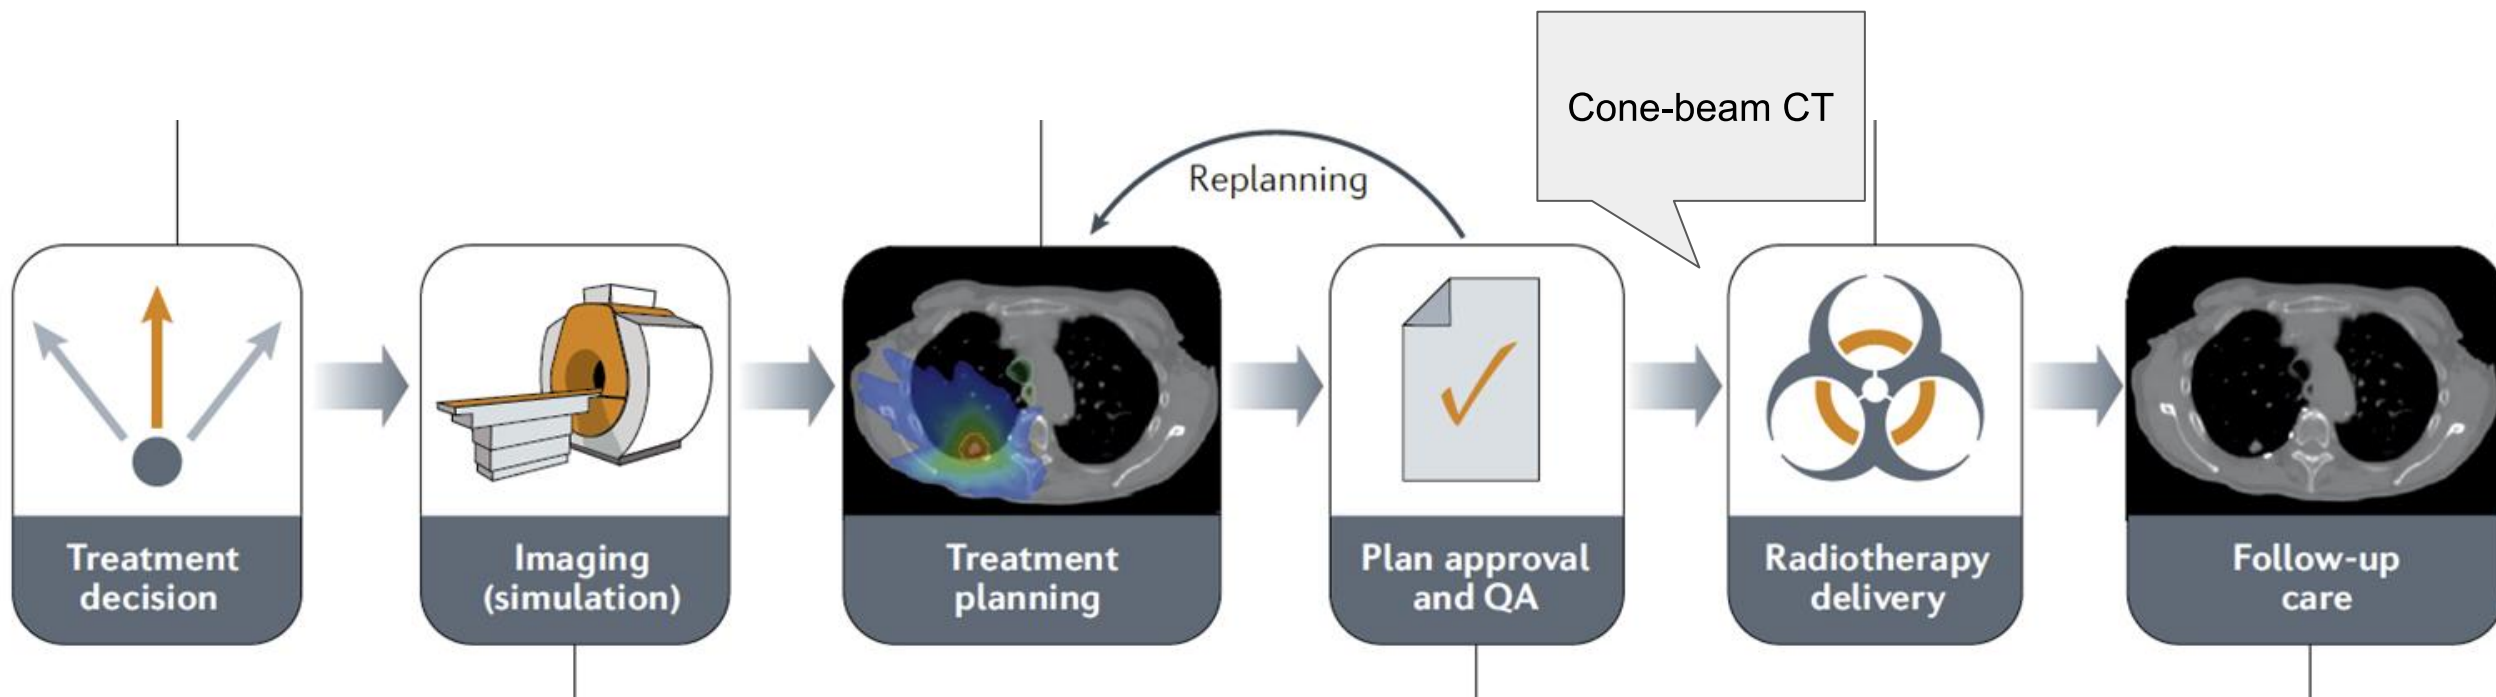 Cone-beam CT
Replanning
Treatment
decision
Imaging
(simulation)
Treatment
planning
Plan approval
and QA
Radiotherapy
delivery
Follow-up
care